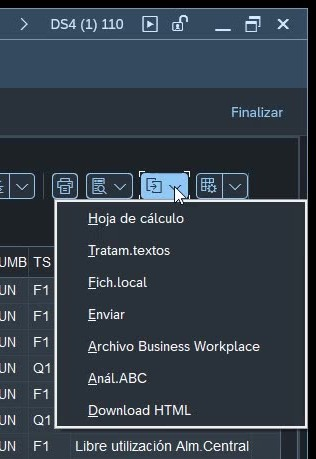 DS4 (1) 110
Finalizar
UMB TS
UN F1
UN F1
UN F1
UN Q1
UN F1
UN Q1
UN F1 Libre utilización Alm.Central
Hoja de cálculo
Tratam.textos
Fich.local
Enviar
Archivo Business Workplace
Anál.ABC
Download HTML